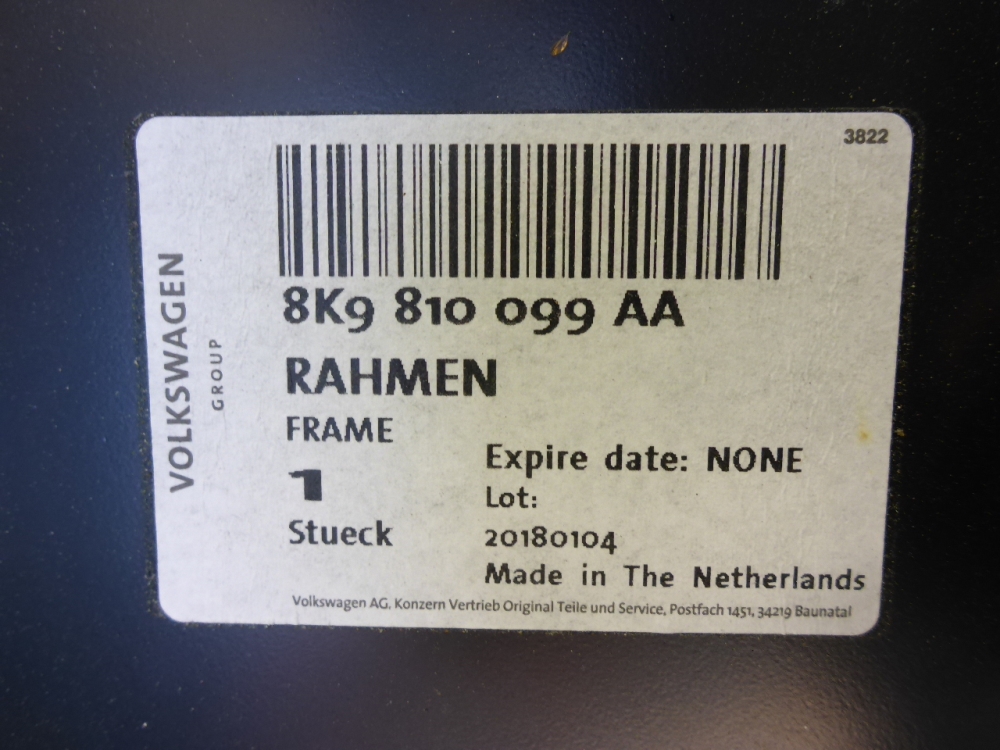 3822
VOLKSWAGEN
GROUP
8K9 810 099 AA
RAHMEN
FRAME
1
Stueck
Expire date: NONE
Lot:
20180104
Made in The Netherlands
Volkswagen AG, Konzern Vertrieb Original Teile und Service, Postfach 1451, 34219 Baunatal